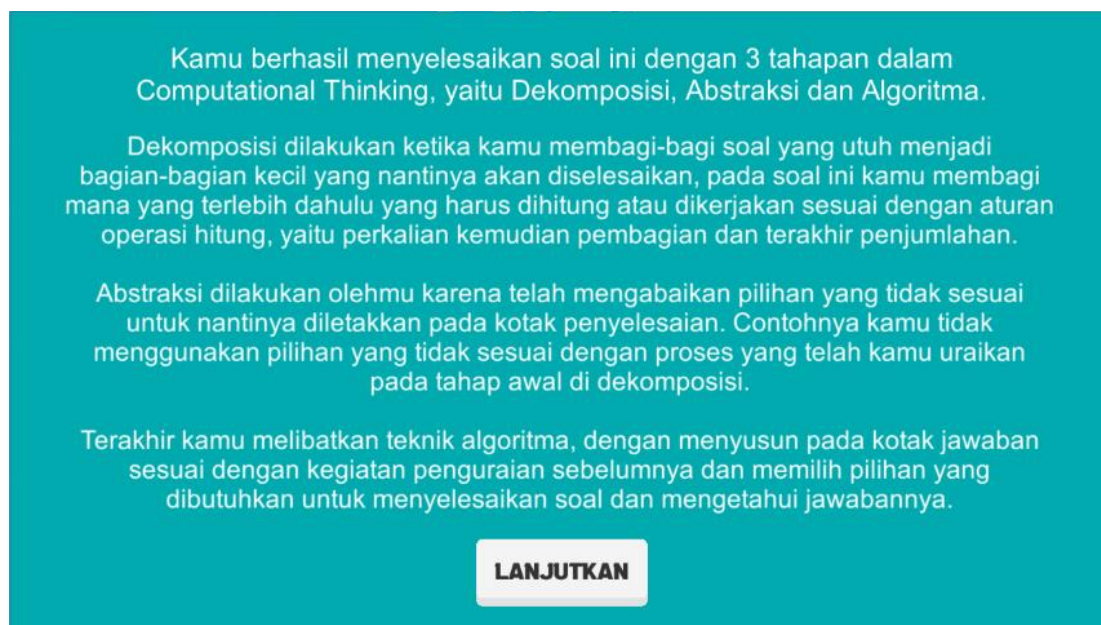 Kamu berhasil menyelesaikan soal ini dengan 3 tahapan dalam
Computational Thinking, yaitu Dekomposisi, Abstraksi dan Algoritma.
Dekomposisi dilakukan ketika kamu membagi-bagi soal yang utuh menjadi
bagian-bagian kecil yang nantinya akan diselesaikan, pada soal ini kamu membagi
mana yang terlebih dahulu yang harus dihitung atau dikerjakan sesuai dengan aturan
operasi hitung, yaitu perkalian kemudian pembagian dan terakhir penjumlahan.
Abstraksi dilakukan olehmu karena telah mengabaikan pilihan yang tidak sesuai
untuk nantinya diletakkan pada kotak penyelesaian. Contohnya kamu tidak
menggunakan pilihan yang tidak sesuai dengan proses yang telah kamu uraikan
pada tahap awal di dekomposisi.
Terakhir kamu melibatkan teknik algoritma, dengan menyusun pada kotak jawaban
sesuai dengan kegiatan penguraian sebelumnya dan memilih pilihan yang
dibutuhkan untuk menyelesaikan soal dan mengetahui jawabannya.
LANJUTKAN